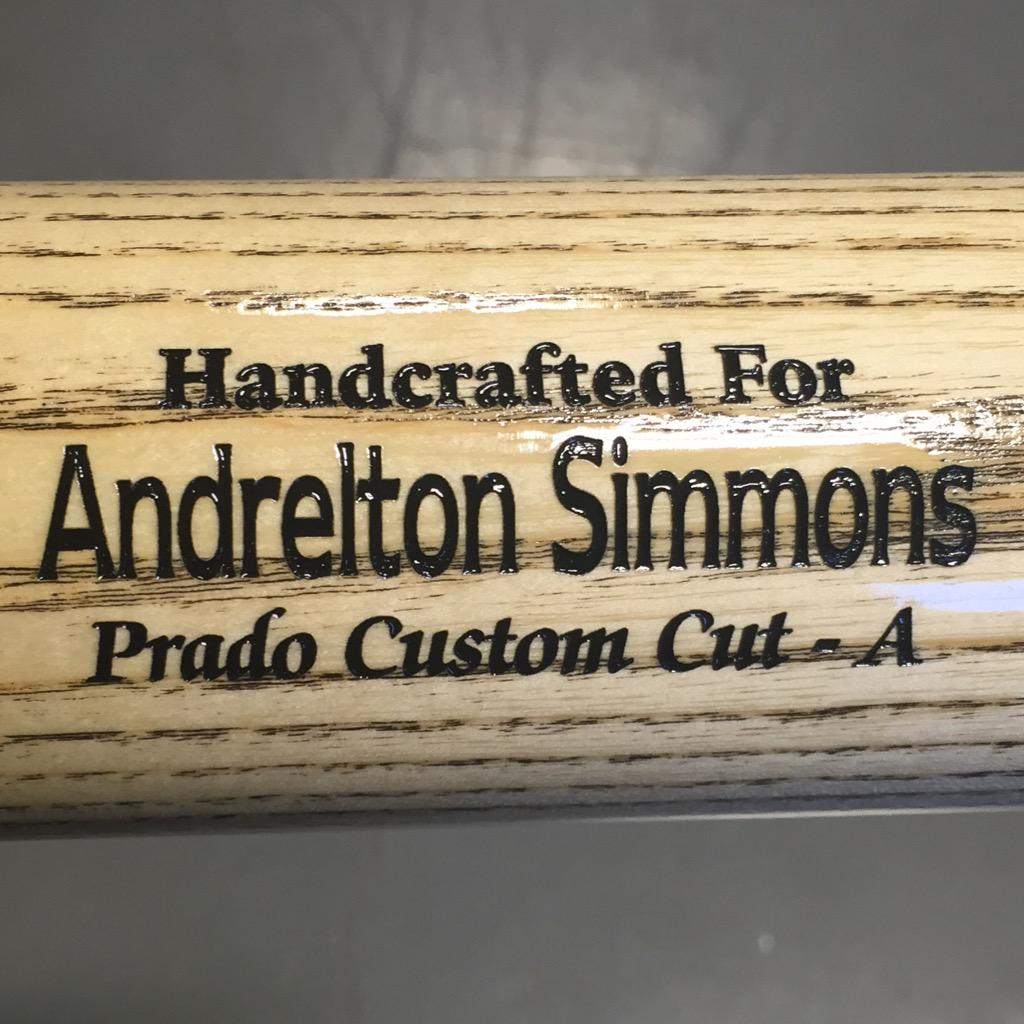 Handcrafted For
Andrelton Simmons
Prado Custom Cut - A